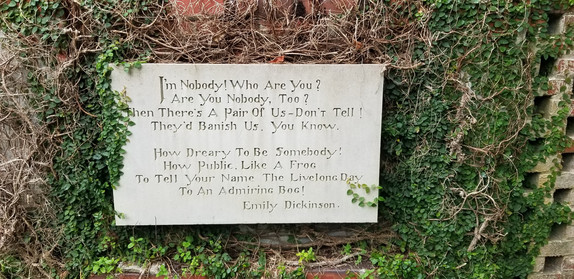 I'm Nobody! Who Are You?
Are You Nobody, Too?
Then There's A Pair Of Us-Don't Tell!
They'd Banish Us, You Know.
How Dreary To Be Somebody!
How Public, Like A Frog
To Tell Your Name The Livelong Day
To An Admiring Bog!
Emily Dickinson.